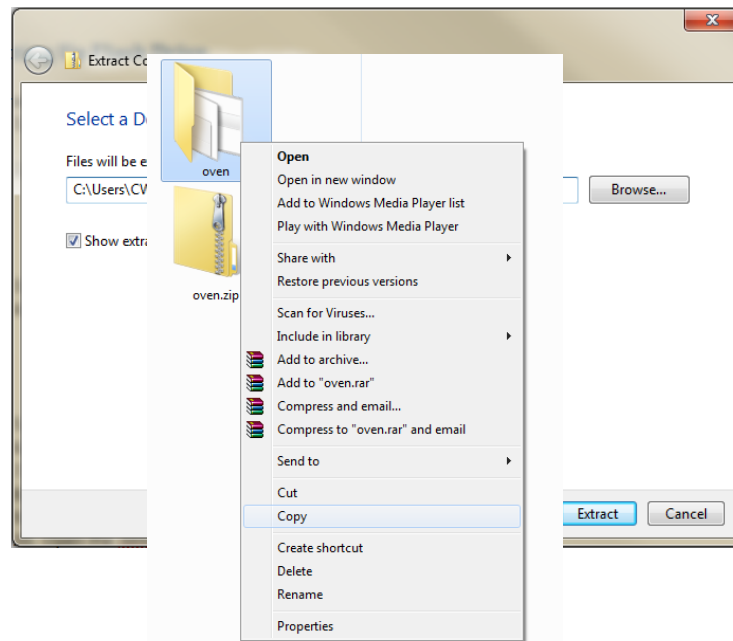 Extract Co
Select a D
Files will be e
C:\Users\CV
Browse...
Show extra
oven
oven.zip
Open
Open in new window
Add to Windows Media Player list
Play with Windows Media Player
Share with
Restore previous versions
Scan for Viruses...
Include in library
Add to archive...
Add to "oven.rar"
Compress and email...
Compress to "oven.rar" and email
Send to
Cut
Copy
Create shortcut
Delete
Rename
Properties
Extract
Cancel